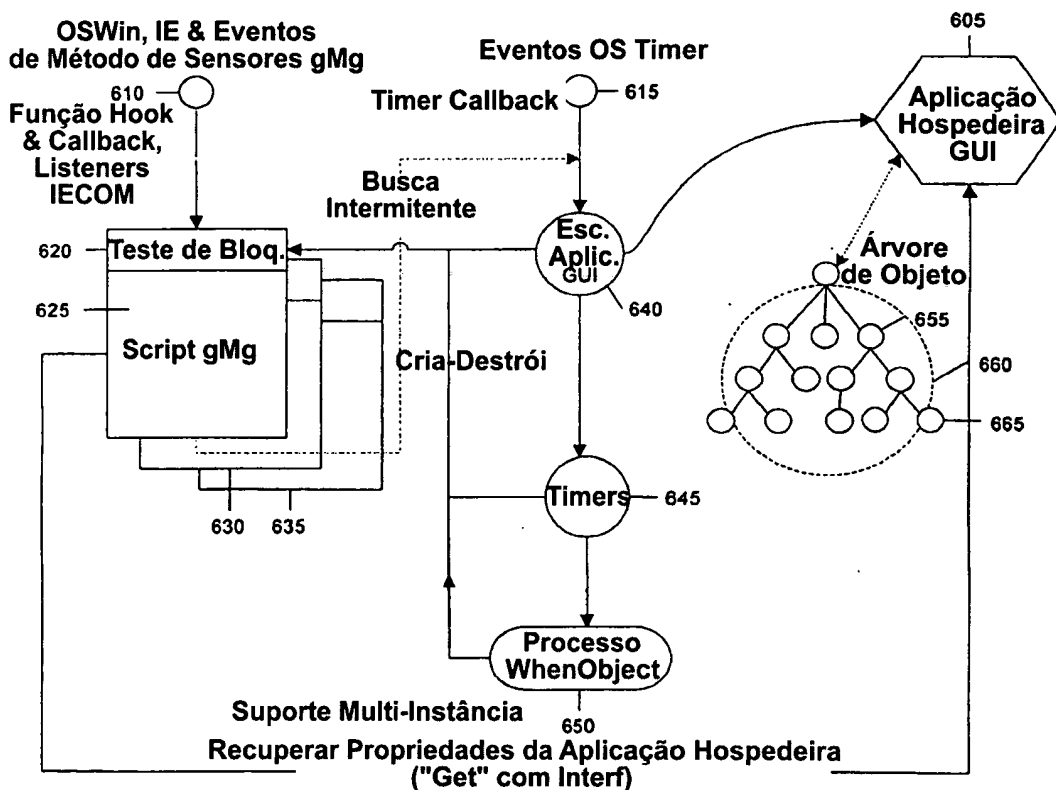 OSWin, IE & Eventos
de Método de Sensores gMg
610
Função Hook
& Callback,
Listeners
IECOM
Eventos OS Timer
Timer Callback
615
605
Aplicação
Hospedeira
GUI
Busca
Intermitente
620
Teste de Bloq.
625
Script gMg
630
635
Esc.
Aplic.
GUI
640
Cria-Destrói
Árvore
de Objeto
655
660
665
Timers
645
Processo
WhenObject
650
Suporte Multi-Instância
Recuperar Propriedades da Aplicação Hospedeira
("Get" com Interf)